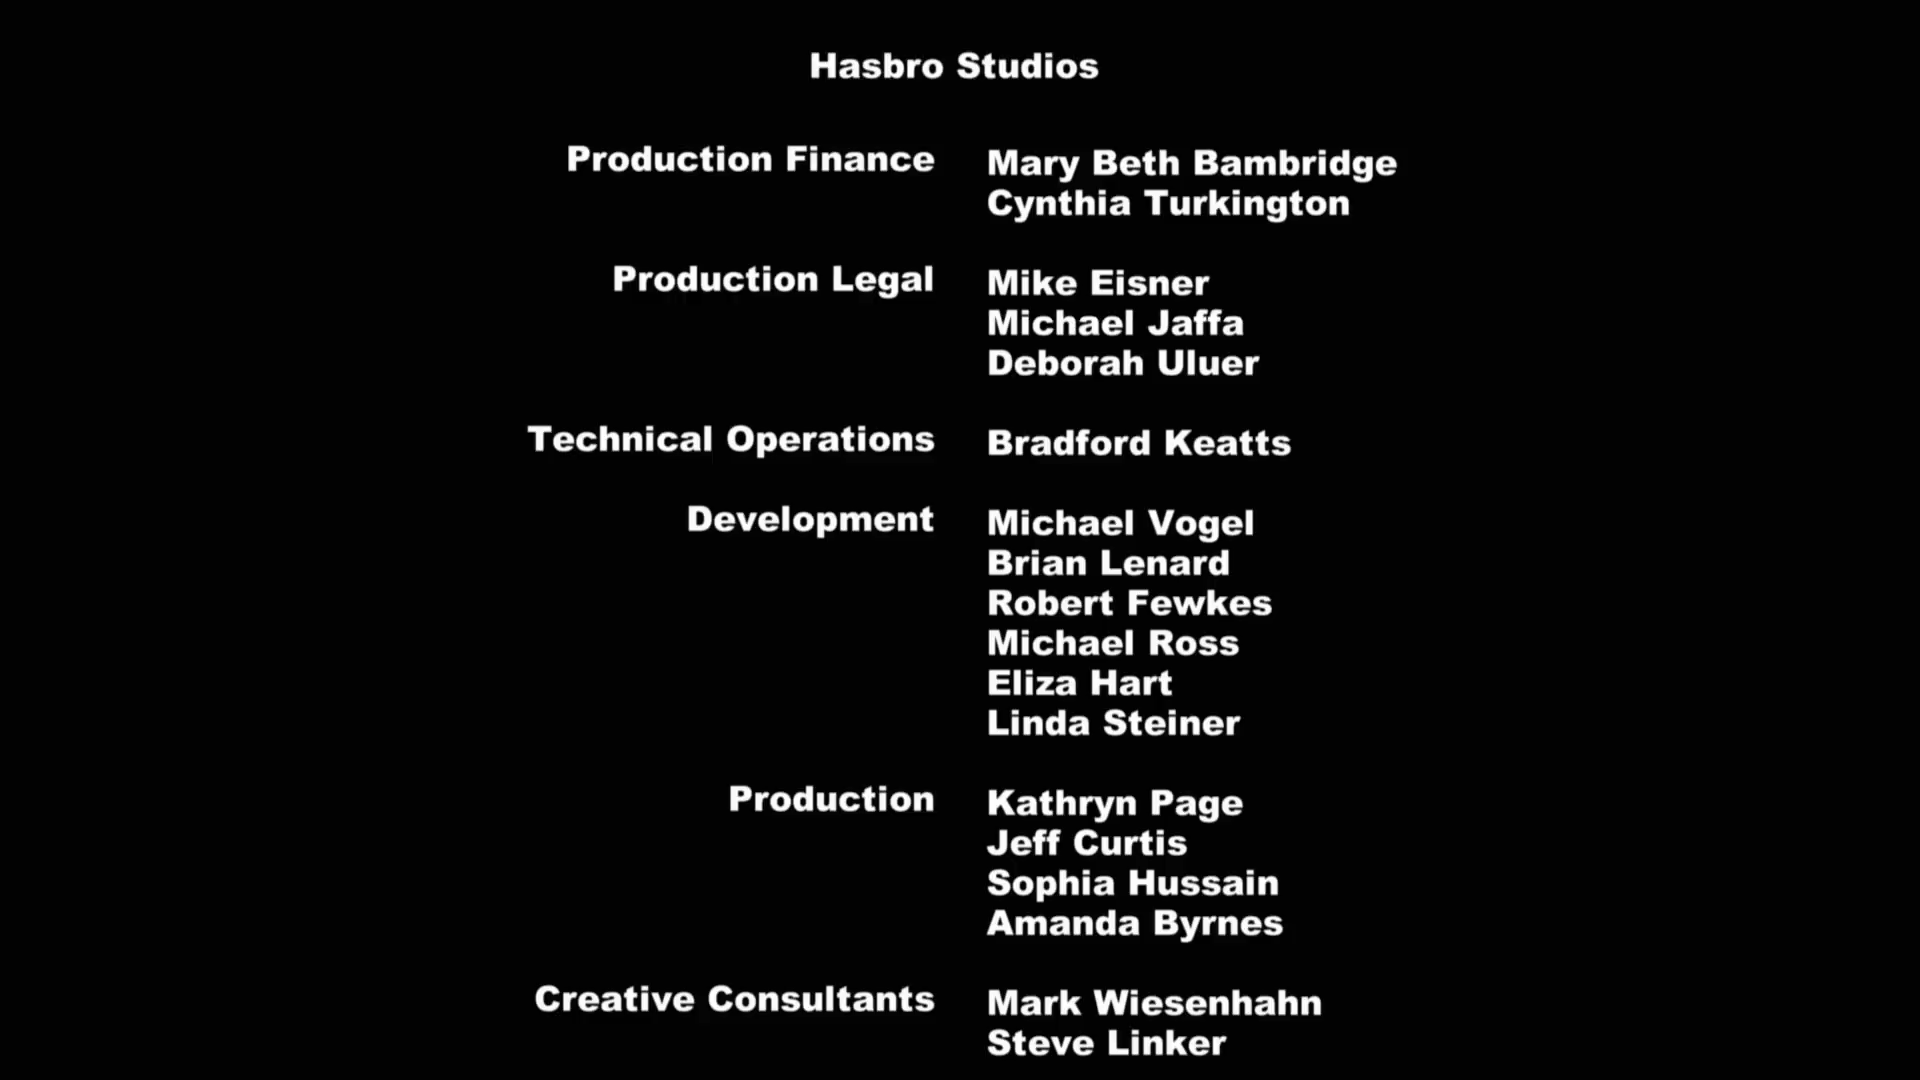 Hasbro Studios
Production Finance Mary Beth Bambridge
Cynthia Turkington
Production Legal Mike Eisner
Michael Jaffa
Deborah Uluer
Technical Operations Bradford Keatts
Development Michael Vogel
Brian Lenard
Robert Fewkes
Michael Ross
Eliza Hart
Linda Steiner
Production Kathryn Page
Jeff Curtis
Sophia Hussain
Amanda Byrnes
Creative Consultants Mark Wiesenhahn
Steve Linker